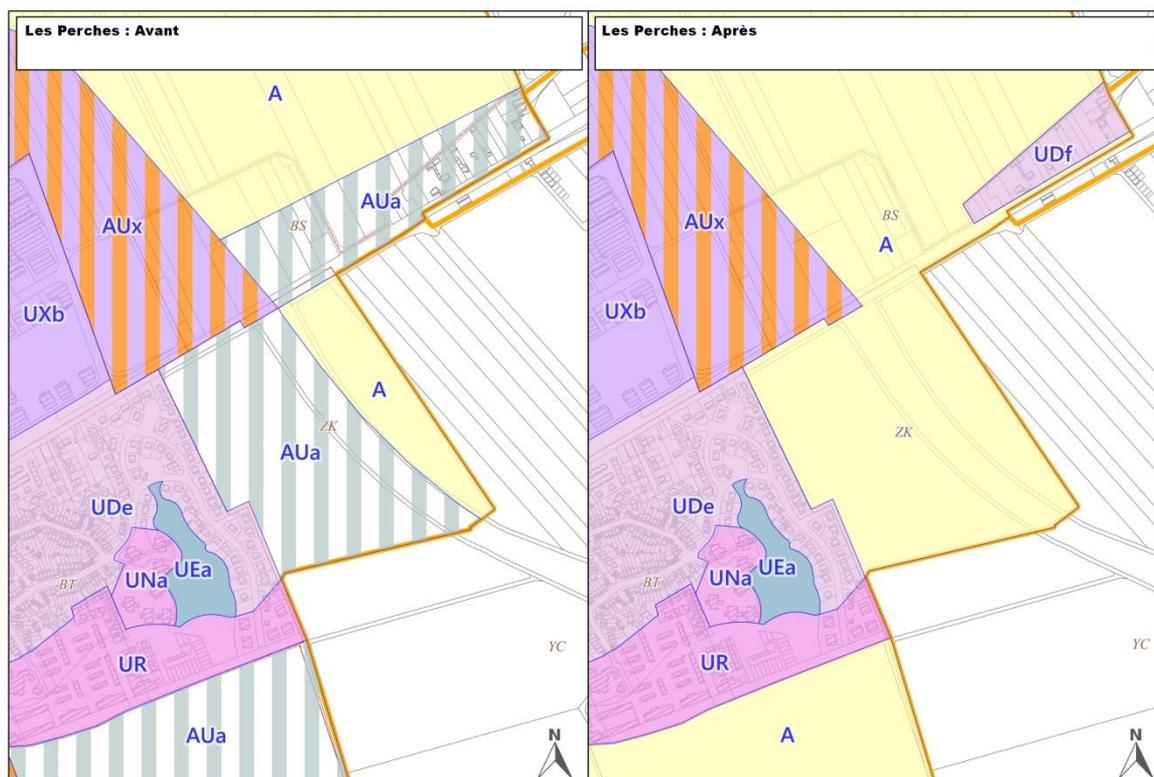 Les Perches : Avant
A
AUa
BS
AUx
UXb
A
ZK
AUa
UDe
UEa
UNa
BT
UR
YC
AUa
N
Les Perches : Après
UDf
BS
AUx
A
UXb
ZK
UDe
UEa
UNa
BT
UR
YC
A
N